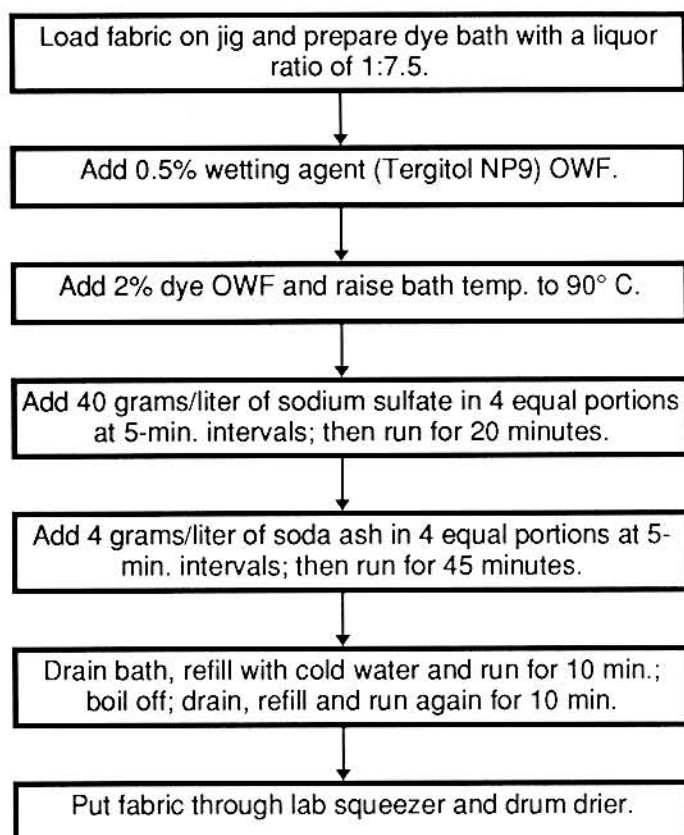 Load fabric on jig and prepare dye bath with a liquor
ratio of 1:7.5.
Add 0.5% wetting agent (Tergitol NP9) OWF.
Add 2% dye OWF and raise bath temp. to 90° C.
Add 40 grams/liter of sodium sulfate in 4 equal portions
at 5-min. intervals; then run for 20 minutes.
Add 4 grams/liter of soda ash in 4 equal portions at 5-
min. intervals; then run for 45 minutes.
Drain bath, refill with cold water and run for 10 min.;
boil off; drain, refill and run again for 10 min.
Put fabric through lab squeezer and drum drier.